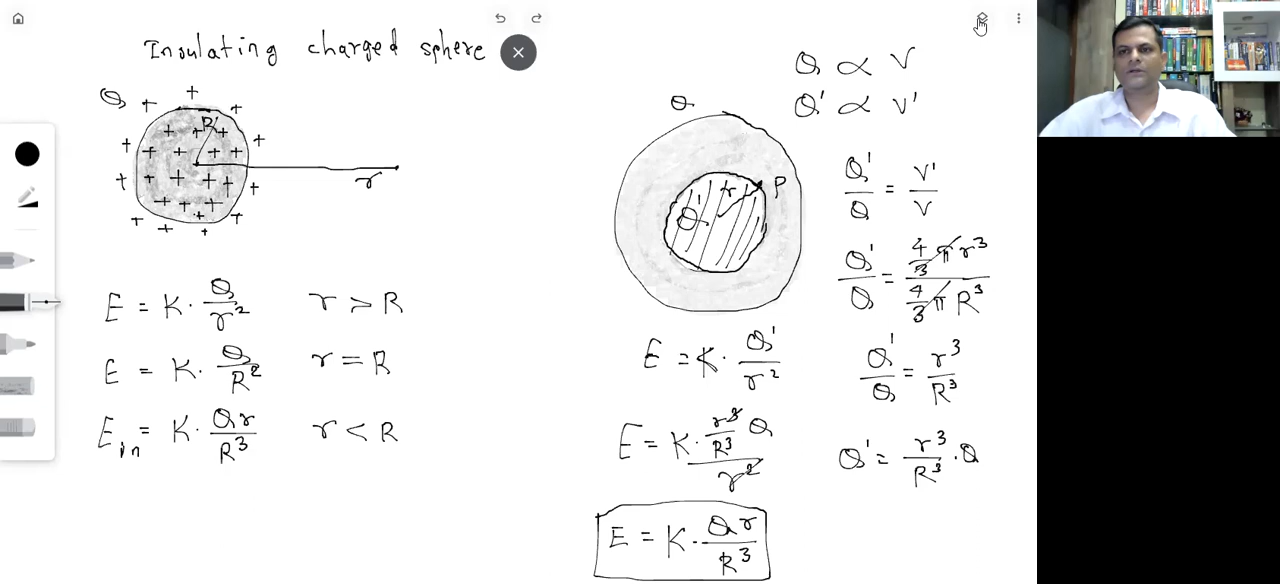 Insulating charged sphere
Q
+ + + + + + + + + + + + +
+ + + + + + + + + + + + +
R
r
E = K · Q/r²   r > R
E = K · Q/R²   r = R
E_in = K · Qr/R³   r < R
Q
r
P
Q'
E = K · Q'/r²
E = K · (r³/R³ Q)/r²
E = K · Qr/R³
Q ∝ V
Q' ∝ V'
Q'/Q = V'/V
Q'/Q = (4/3 π r³)/(4/3 π R³)
Q'/Q = r³/R³
Q' = r³/R³ · Q